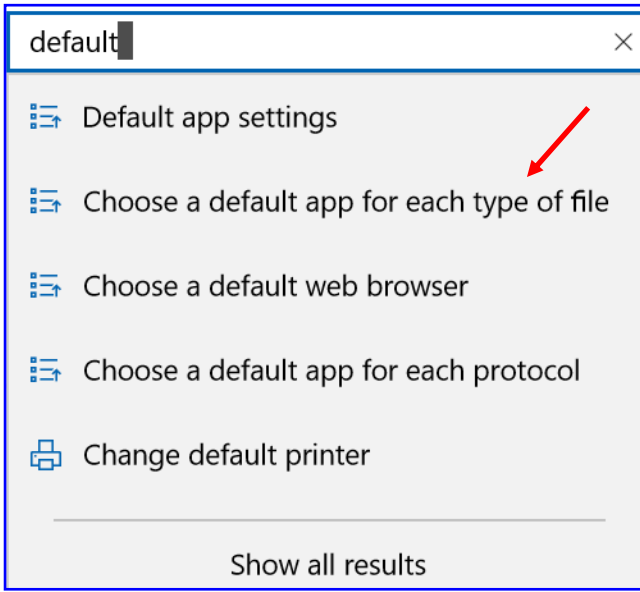 default
Default app settings
Choose a default app for each type of file
Choose a default web browser
Choose a default app for each protocol
Change default printer
Show all results